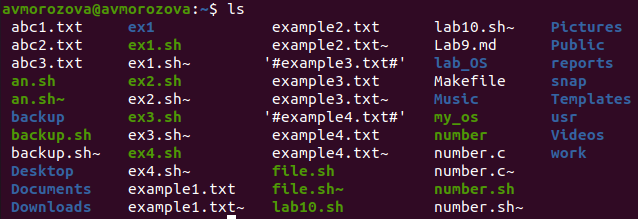 avmorozova@avmorozova:~$ ls
abc1.txt ex1 example2.txt lab10.sh~ Pictures
abc2.txt ex1.sh example2.txt~ Lab9.md Public
abc3.txt ex1.sh~ '#example3.txt#' lab_OS reports
an.sh ex2.sh example3.txt Makefile snap
an.sh~ ex2.sh~ example3.txt~ Music Templates
backup ex3.sh '#example4.txt#' my_os usr
backup.sh ex3.sh~ example4.txt number Videos
backup.sh~ ex4.sh example4.txt~ number.c work
Desktop ex4.sh~ file.sh number.c~
Documents example1.txt file.sh~ number.sh
Downloads example1.txt~ lab10.sh number.sh~